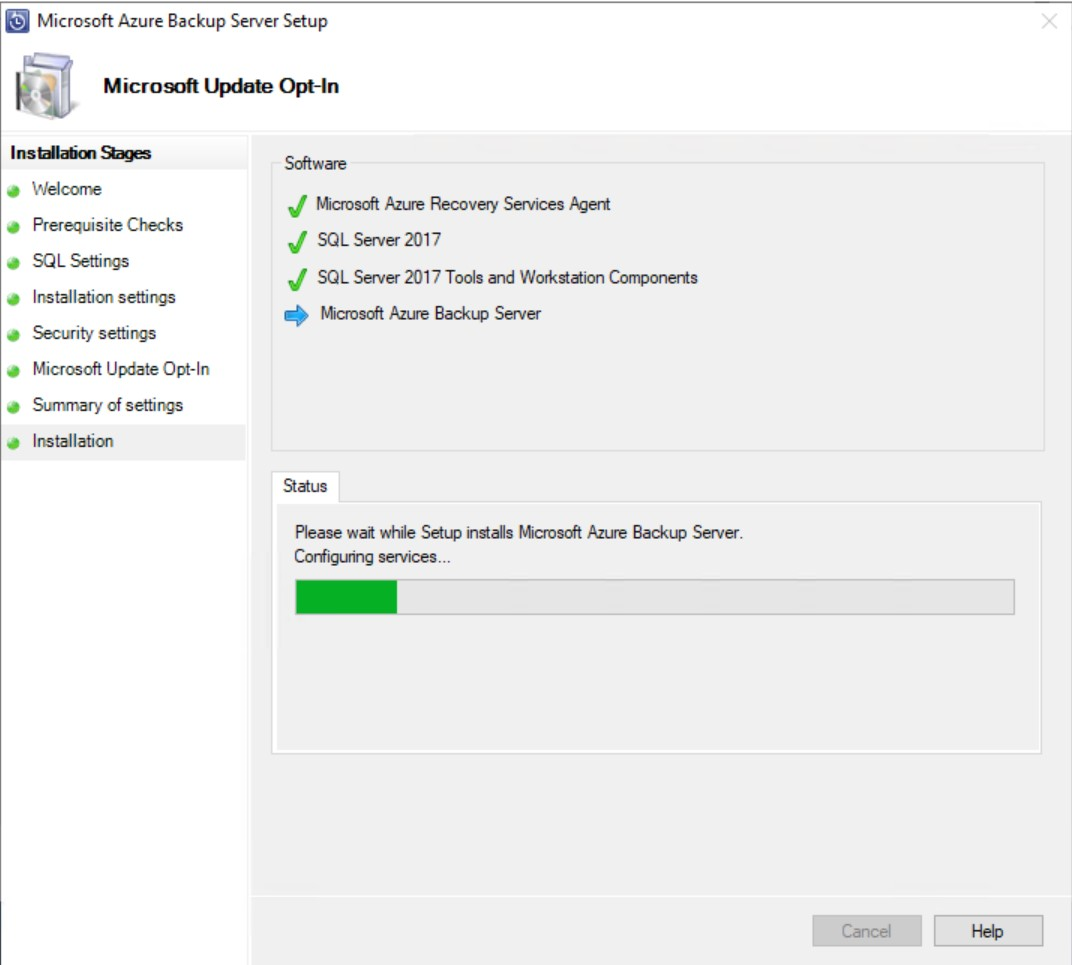 Microsoft Azure Backup Server Setup
Microsoft Update Opt-In
Installation Stages
Welcome
Prerequisite Checks
SQL Settings
Installation settings
Security settings
Microsoft Update Opt-In
Summary of settings
Installation
Software
Microsoft Azure Recovery Services Agent
SQL Server 2017
SQL Server 2017 Tools and Workstation Components
Microsoft Azure Backup Server
Status
Please wait while Setup installs Microsoft Azure Backup Server.
Configuring services...
Cancel
Help